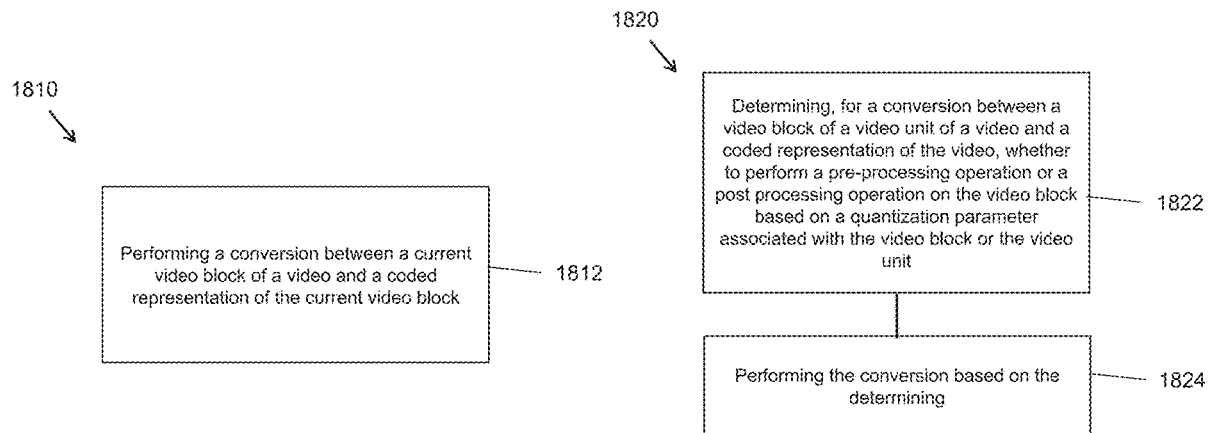 1810
Performing a conversion between a current
video block of a video and a coded
representation of the current video block
1812
1820
Determining, for a conversion between a
video block of a video unit of a video and a
coded representation of the video, whether
to perform a pre-processing operation or a
post processing operation on the video block
based on a quantization parameter
associated with the video block or the video
unit
1822
Performing the conversion based on the
determining
1824